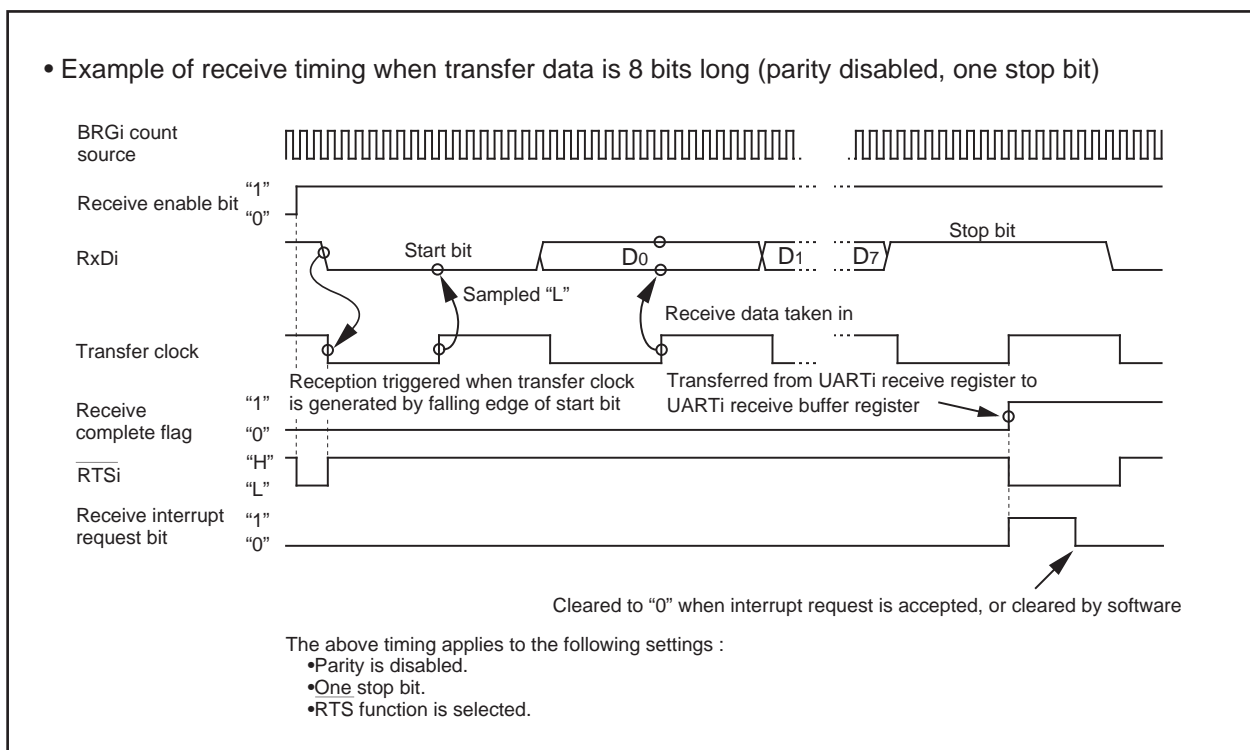 • Example of receive timing when transfer data is 8 bits long (parity disabled, one stop bit)
BRGi count
source
Receive enable bit
“1”
“0”
RxDi
Start bit
D0
D1
D7
Stop bit
Sampled “L”
Receive data taken in
Transfer clock
Reception triggered when transfer clock
is generated by falling edge of start bit
Transferred from UARTi receive register to
UARTi receive buffer register
Receive
complete flag
“1”
“0”
RTSi
“H”
“L”
Receive interrupt
request bit
“1”
“0”
Cleared to “0” when interrupt request is accepted, or cleared by software
The above timing applies to the following settings :
•Parity is disabled.
•One stop bit.
•RTS function is selected.